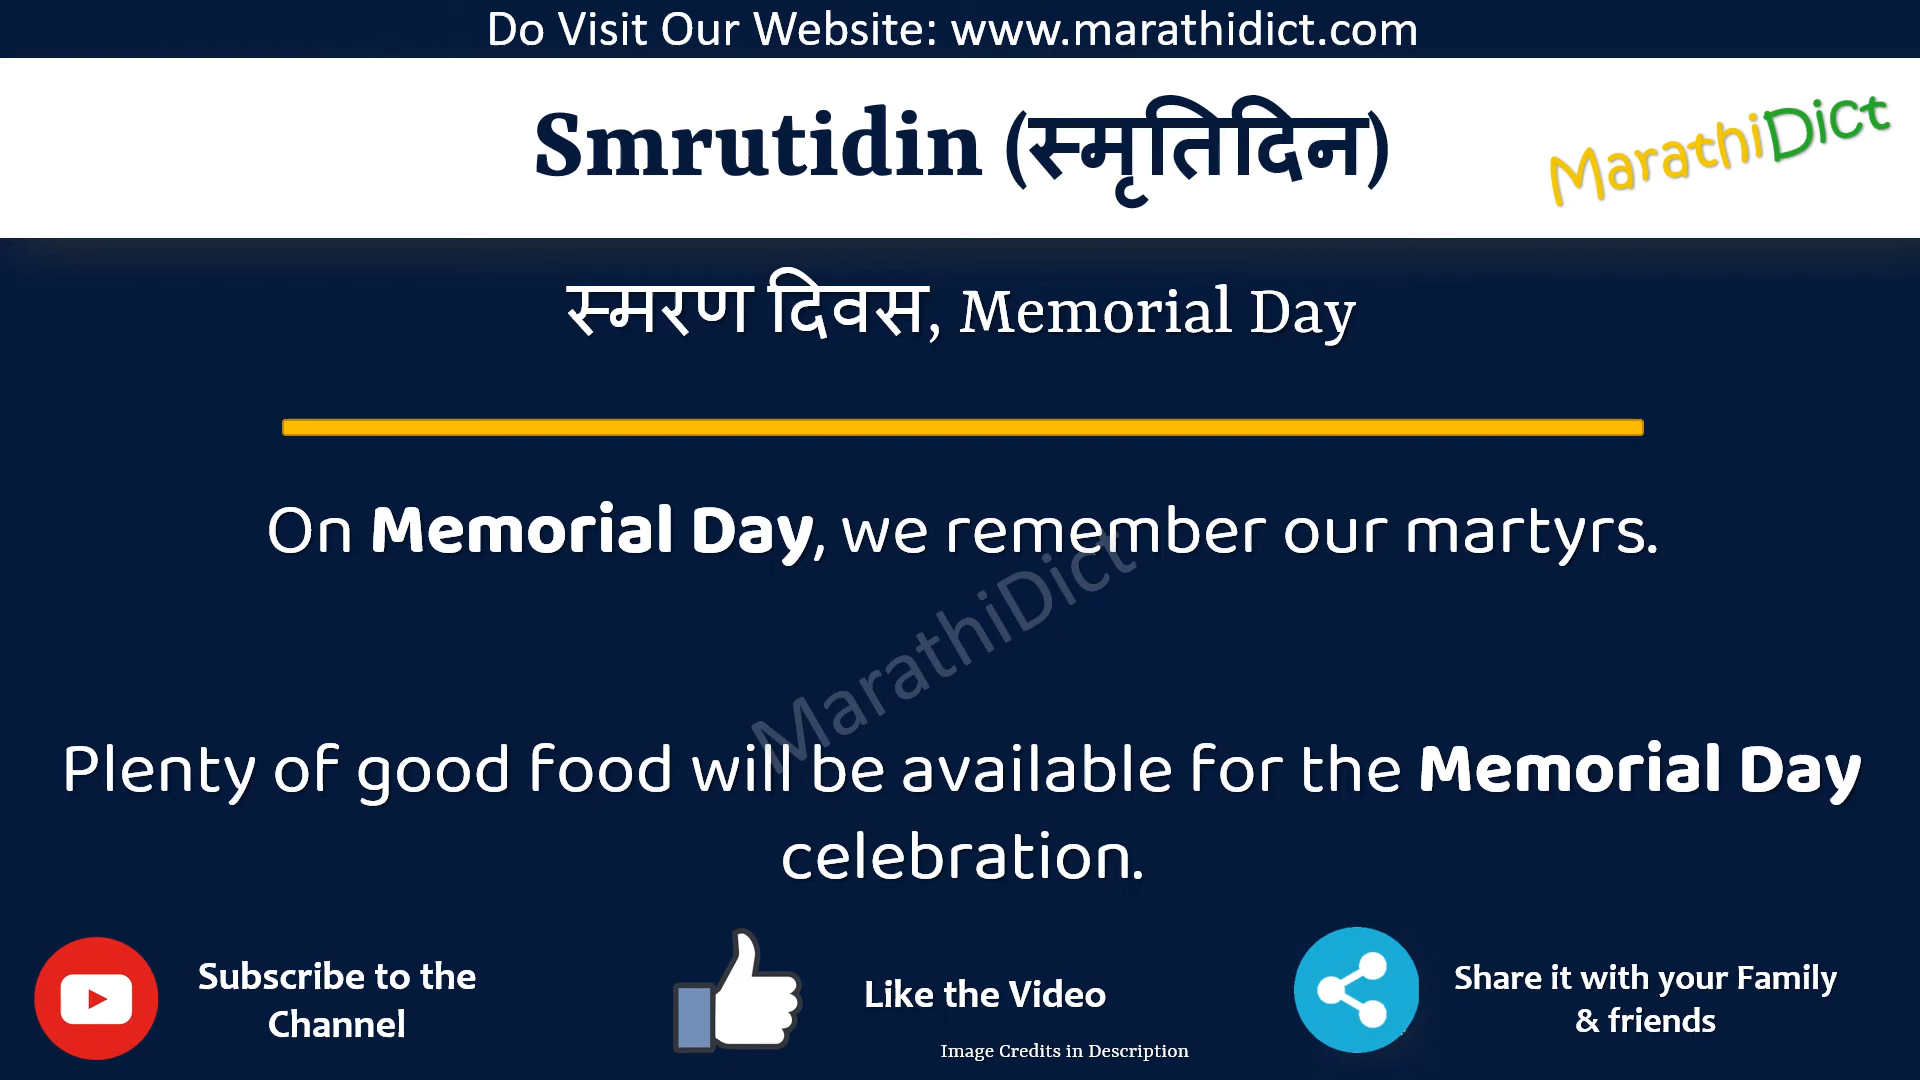 Do Visit Our Website: www.marathidict.com
Smrutidin (स्मृतिदिन)
MarathiDict
स्मरण दिवस, Memorial Day
On Memorial Day, we remember our martyrs.
MarathiDict
Plenty of good food will be available for the Memorial Day
celebration.
Subscribe to the
Channel
Like the Video
Share it with your Family
& friends
Image Credits in Description